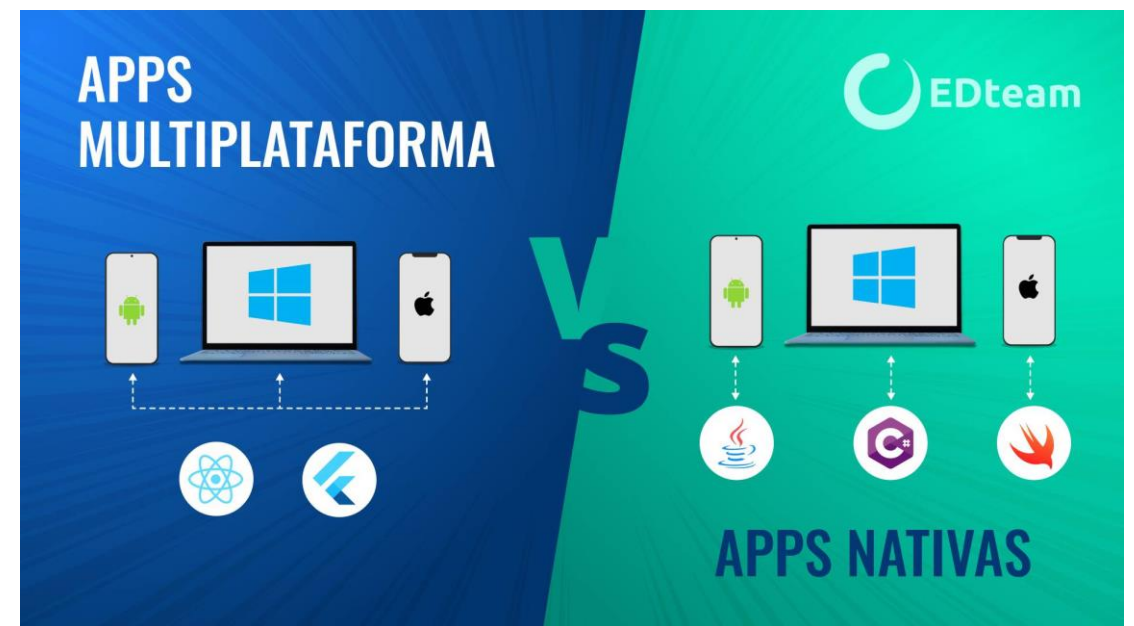 APPS
MULTIPLATAFORMA
EDteam
VS
C#
APPS NATIVAS